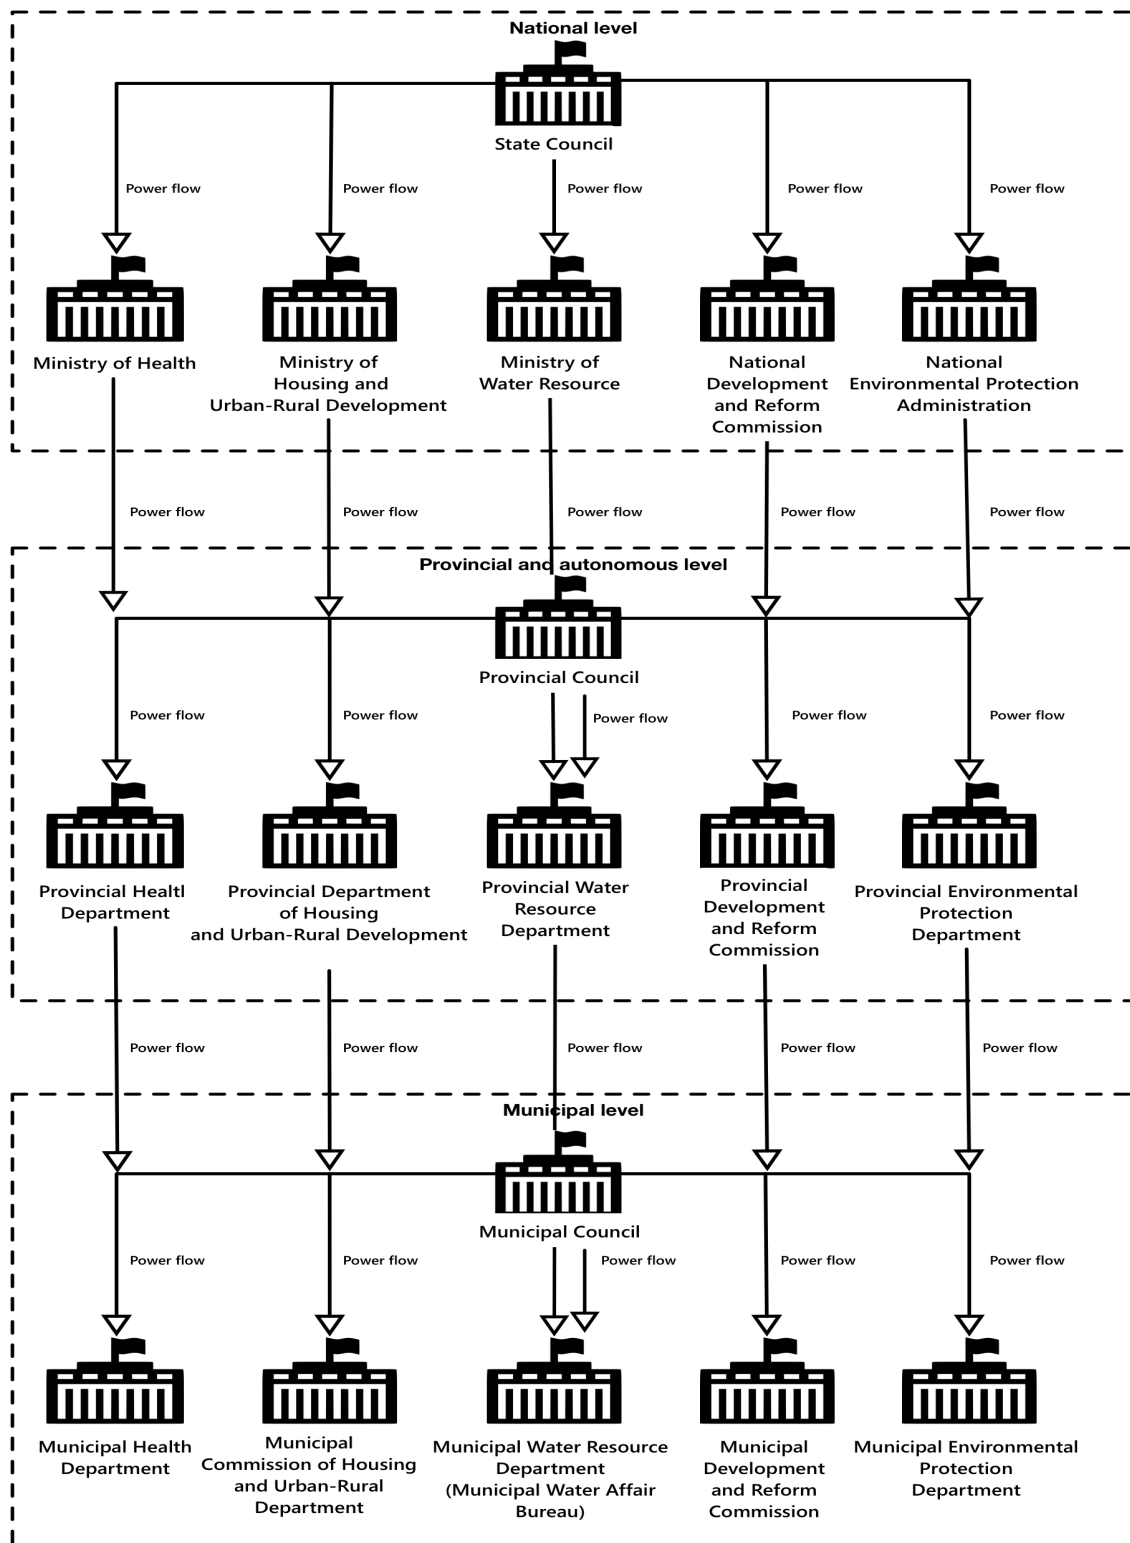 National level
State Council
Power flow
Power flow
Power flow
Power flow
Power flow
Ministry of Health
Ministry of
Housing and
Urban-Rural Development
Ministry of
Water Resource
National
Development
and Reform
Commission
National
Environmental Protection
Administration
Power flow
Power flow
Power flow
Power flow
Power flow
Provincial and autonomous level
Provincial Council
Power flow
Power flow
Power flow
Power flow
Power flow
Provincial Healtl
Department
Provincial Department
of Housing
and Urban-Rural Development
Provincial Water
Resource
Department
Provincial
Development
and Reform
Commission
Provincial Environmental
Protection
Department
Power flow
Power flow
Power flow
Power flow
Power flow
Municipal level
Municipal Council
Power flow
Power flow
Power flow
Power flow
Power flow
Municipal Health
Department
Municipal
Commission of Housing
and Urban-Rural
Department
Municipal Water Resource
Department
(Municipal Water Affair
Bureau)
Municipal
Development
and Reform
Commission
Municipal Environmental
Protection
Department